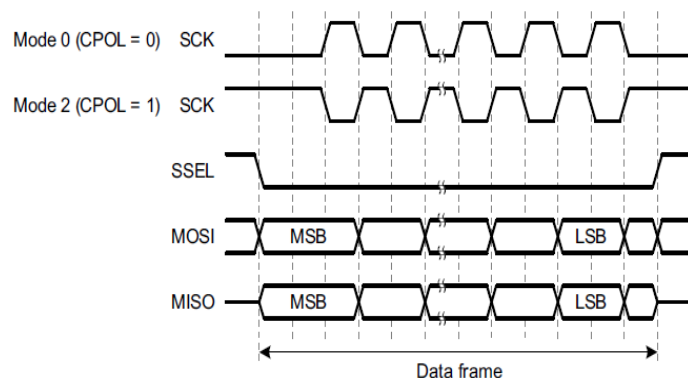 Mode 0 (CPOL = 0) SCK
Mode 2 (CPOL = 1) SCK
SSEL
MOSI MSB LSB
MISO MSB LSB
Data frame